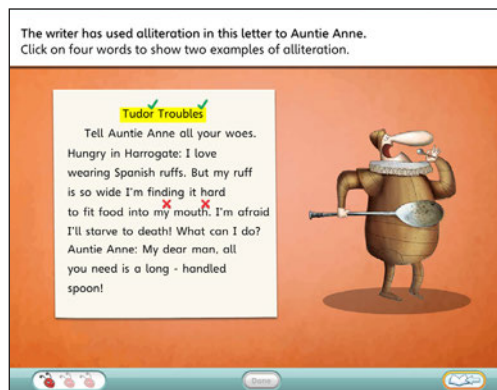 The writer has used alliteration in this letter to Auntie Anne.
Click on four words to show two examples of alliteration.
Tudor Troubles
Tell Auntie Anne all your woes.
Hungry in Harrogate: I love
wearing Spanish ruffs. But my ruff
is so wide I'm finding it hard
to fit food into my mouth. I'm afraid
I'll starve to death! What can I do?
Auntie Anne: My dear man, all
you need is a long - handled
spoon!
Done